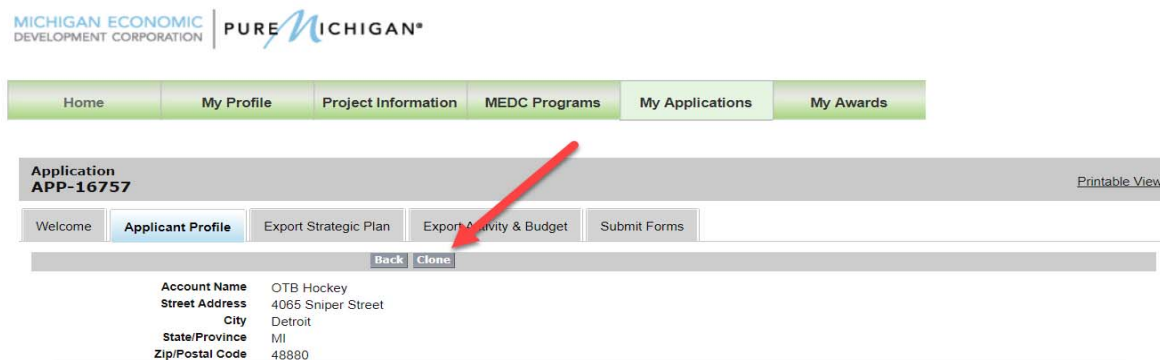 MICHIGAN ECONOMIC
DEVELOPMENT CORPORATION
PURE MICHIGAN®
Home My Profile Project Information MEDC Programs My Applications My Awards
Application
APP-16757
Printable View
Welcome Applicant Profile Export Strategic Plan Export Activity & Budget Submit Forms
Back Clone
Account Name OTB Hockey
Street Address 4065 Sniper Street
City Detroit
State/Province MI
Zip/Postal Code 48880